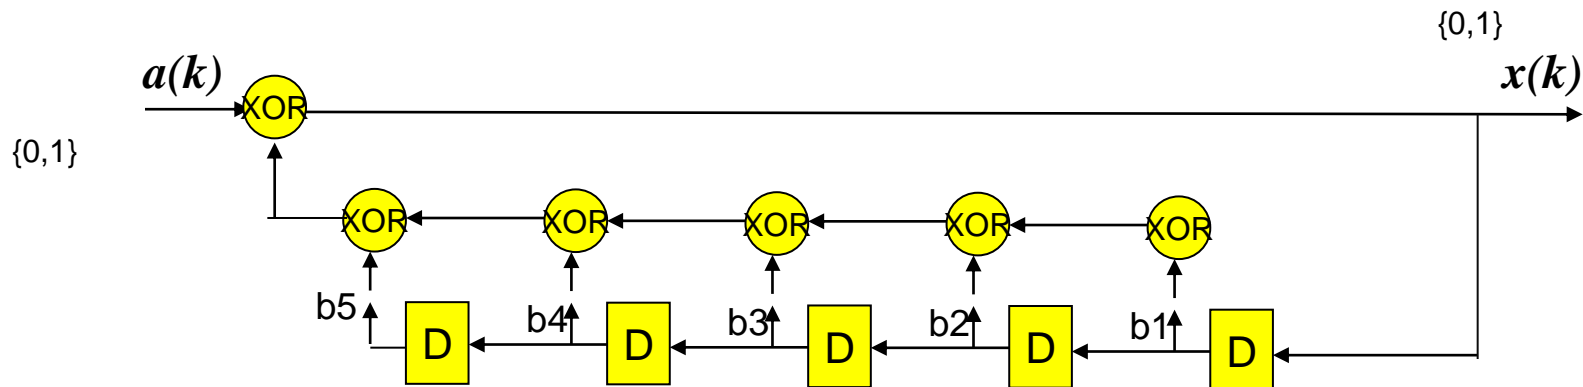 {0,1}
a(k) x(k)
XOR
{0,1}
XOR XOR XOR XOR XOR
b5 b4 b3 b2 b1
D D D D D